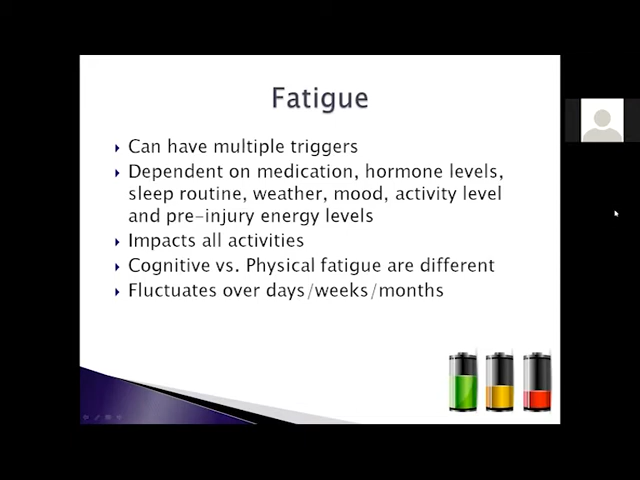 Fatigue
Can have multiple triggers
Dependent on medication, hormone levels,
sleep routine, weather, mood, activity level
and pre-injury energy levels
Impacts all activities
Cognitive vs. Physical fatigue are different
Fluctuates over days/weeks/months